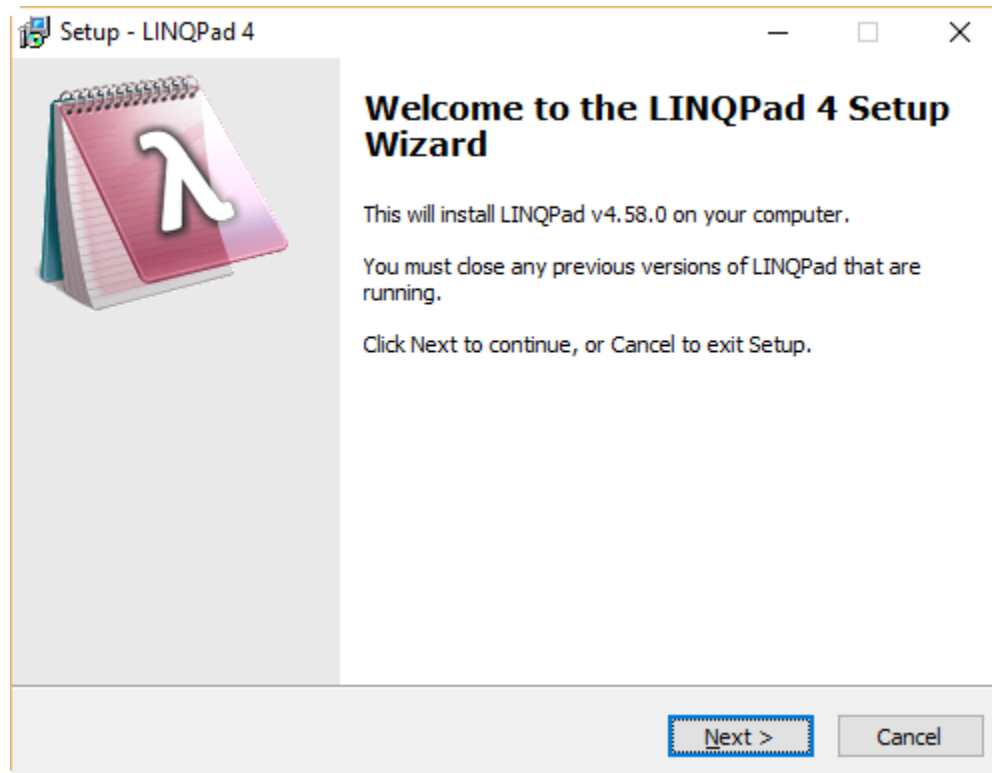 Setup - LINQPad 4
λ
Welcome to the LINQPad 4 Setup
Wizard
This will install LINQPad v4.58.0 on your computer.
You must close any previous versions of LINQPad that are
running.
Click Next to continue, or Cancel to exit Setup.
Next >
Cancel